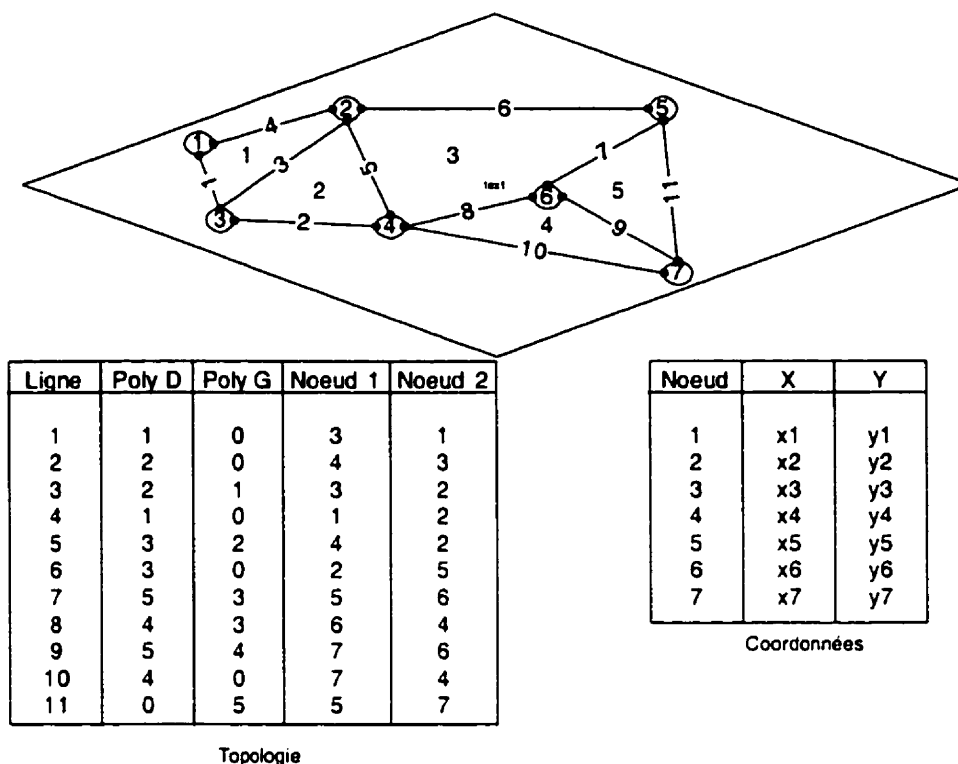 2 6 5
4
1 1 3 3 7
1 5 text 5 11
2 6
3 2 4 8 4 9
10
7
Ligne Poly D Poly G Noeud 1 Noeud 2
1 1 0 3 1
2 2 0 4 3
3 2 1 3 2
4 1 0 1 2
5 3 2 4 2
6 3 0 2 5
7 5 3 5 6
8 4 3 6 4
9 5 4 7 6
10 4 0 7 4
11 0 5 5 7
Topologie
Noeud X Y
1 x1 y1
2 x2 y2
3 x3 y3
4 x4 y4
5 x5 y5
6 x6 y6
7 x7 y7
Coordonnées